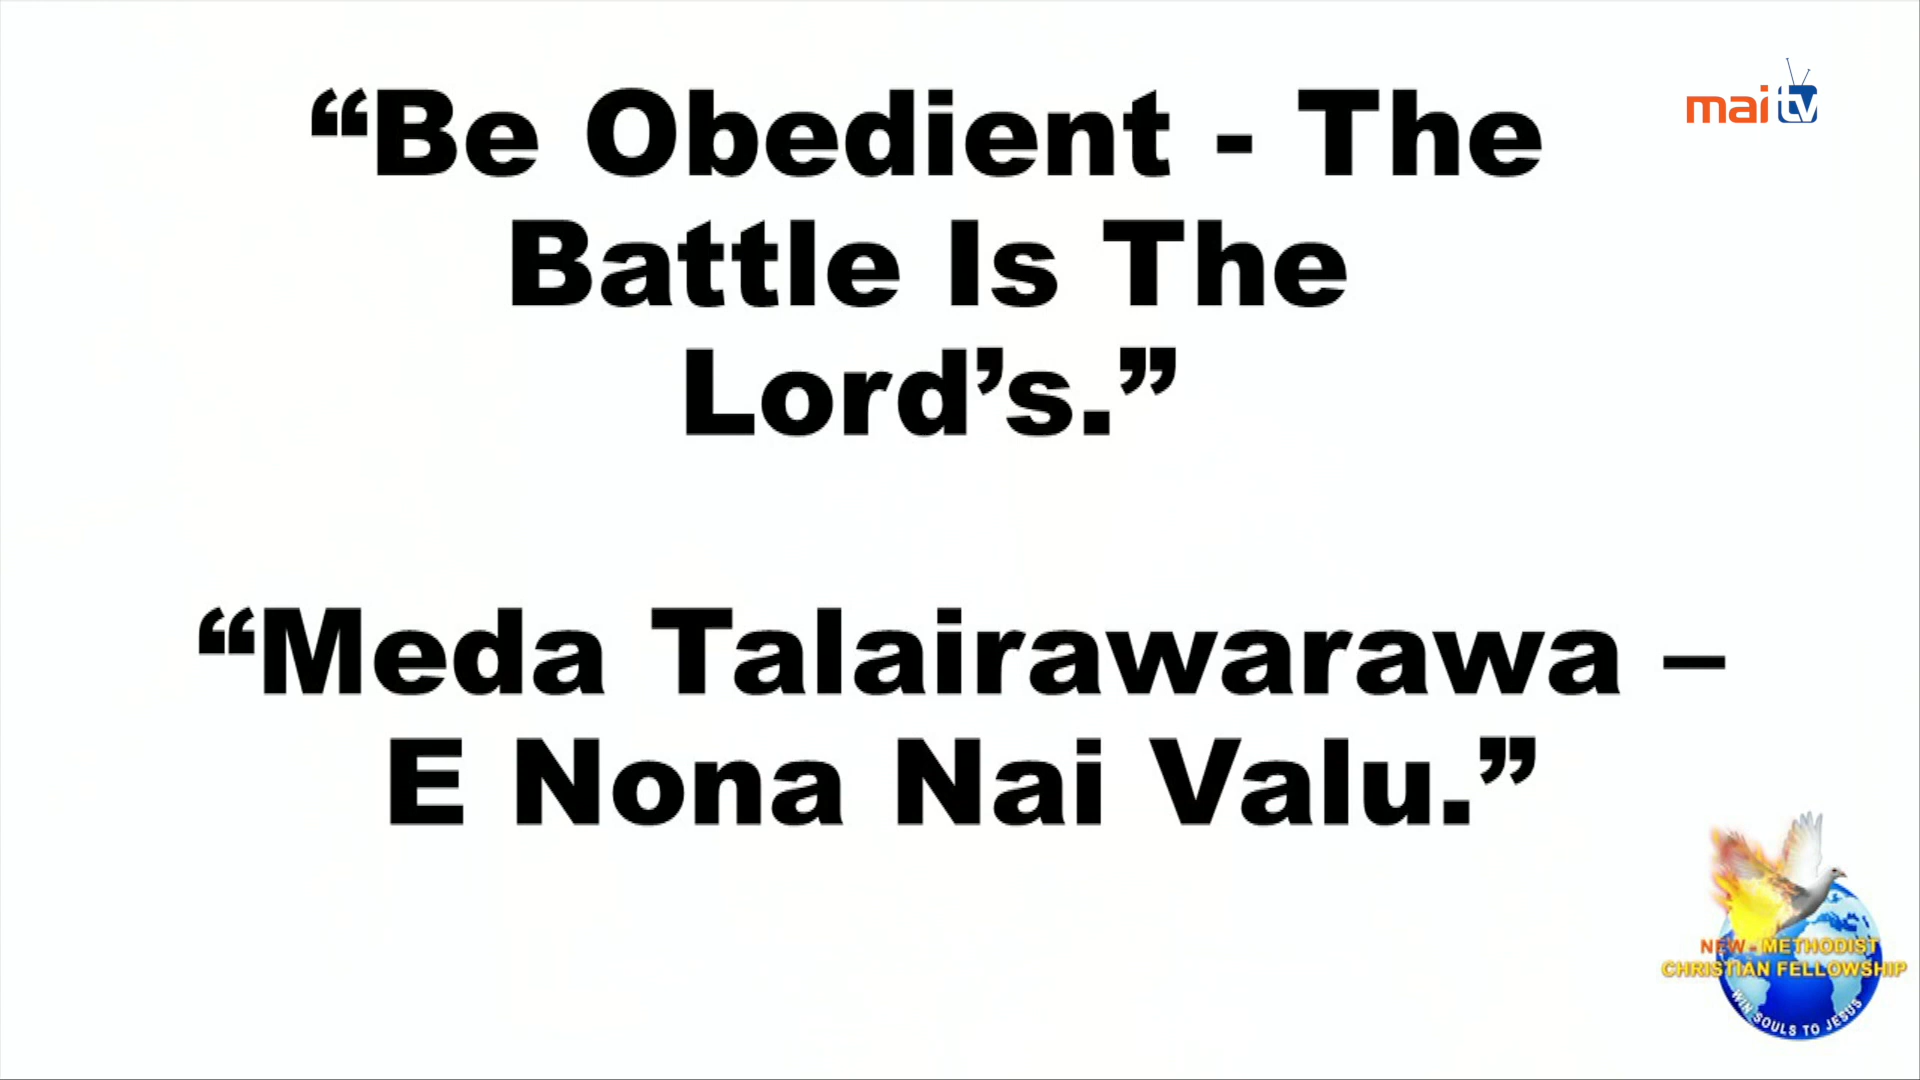 “Be Obedient - The
Battle Is The
Lord’s.”
“Meda Talairawarawa –
E Nona Nai Valu.”
mai tv
NEW - METHODIST
CHRISTIAN FELLOWSHIP
WIN SOULS TO JESUS